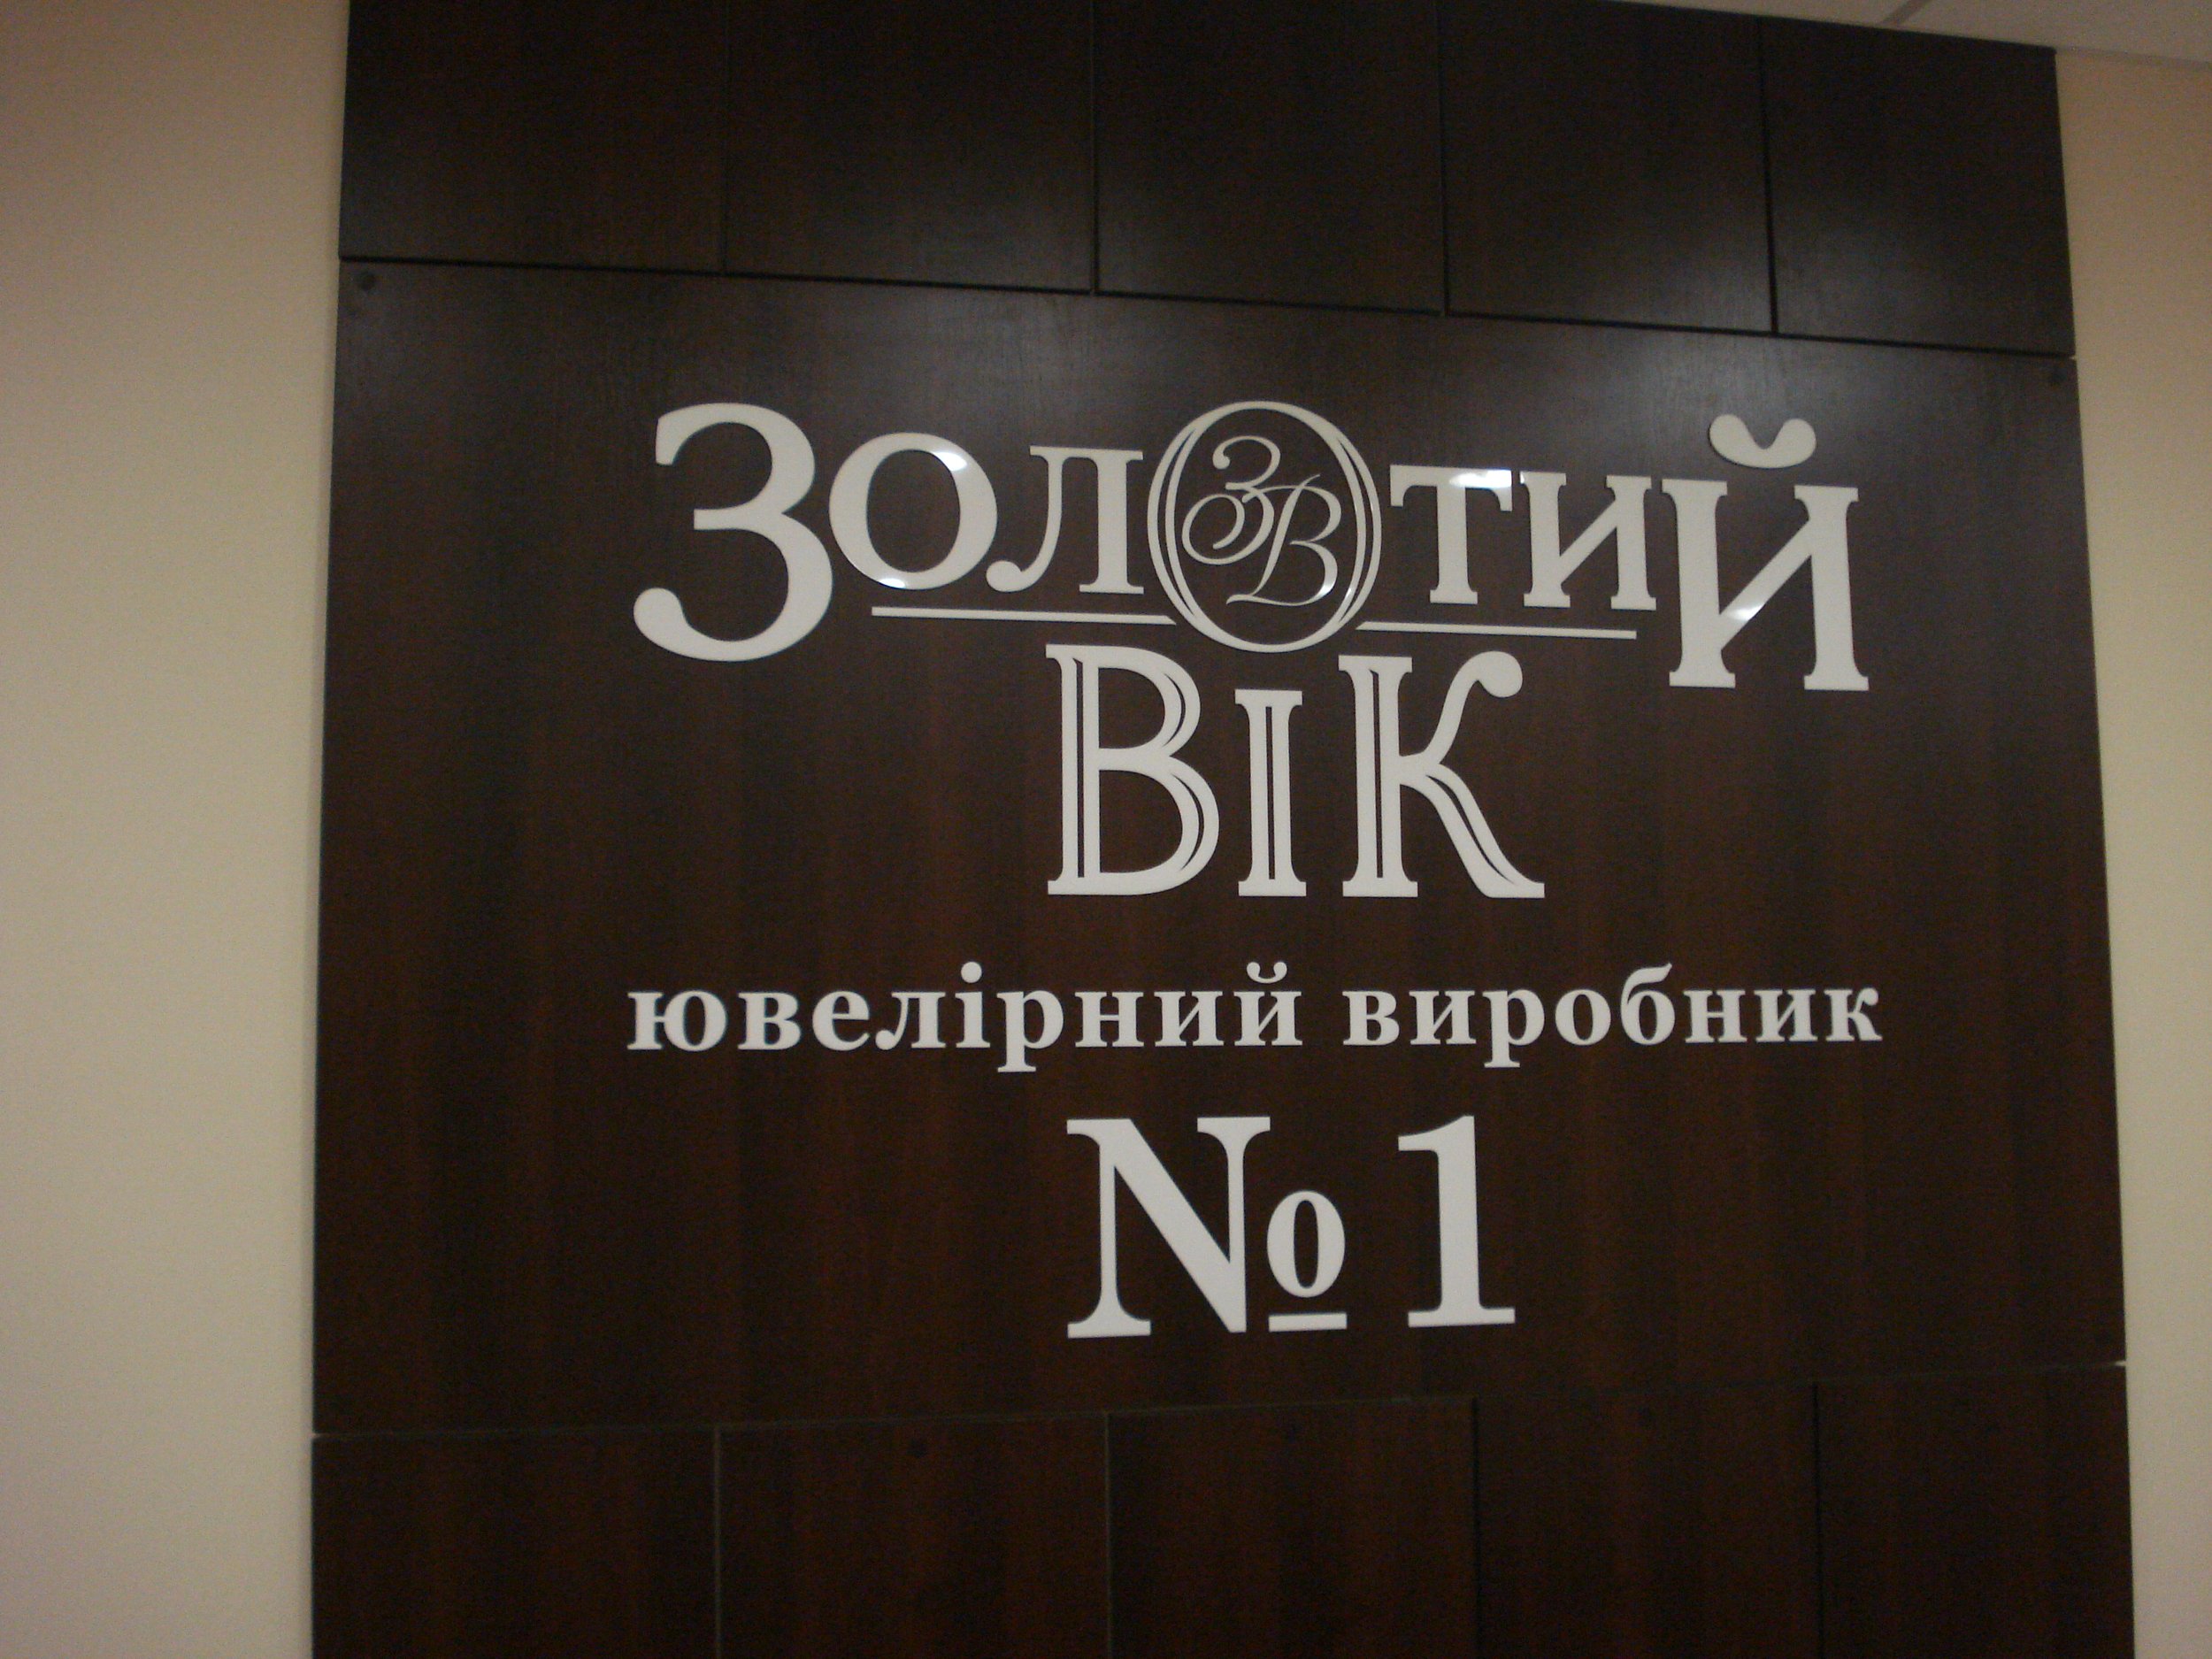 Золотий
Вік
ювелірний виробник
№1